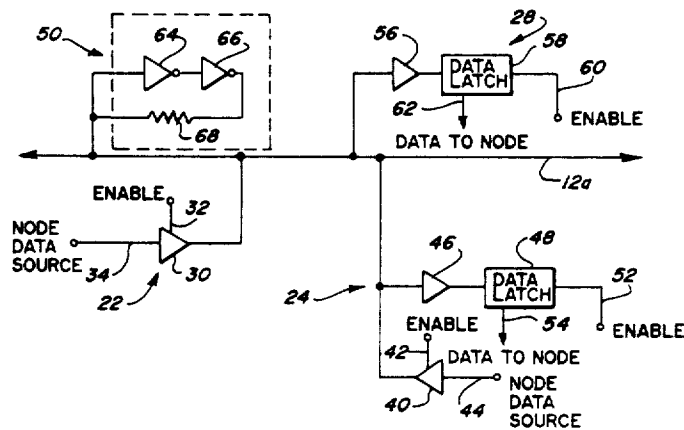 50
64
66
68
56
28
DATA
LATCH
58
62
60
ENABLE
DATA TO NODE
12a
ENABLE
32
NODE
DATA
SOURCE
34
30
22
46
48
DATA
LATCH
24
52
54
ENABLE
ENABLE
DATA TO NODE
42
40
44
NODE
DATA
SOURCE